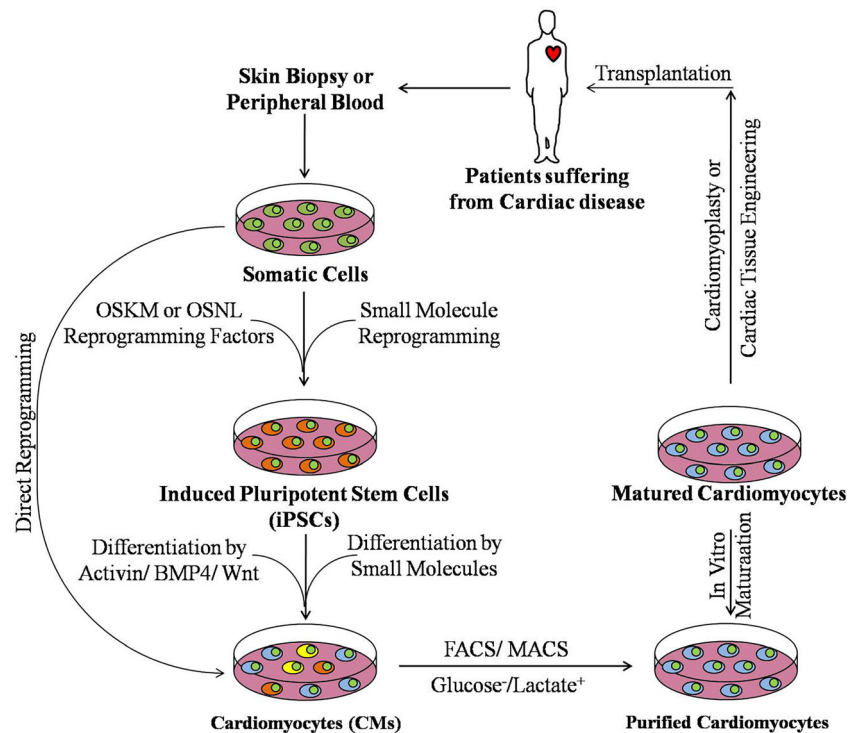 Skin Biopsy or
Peripheral Blood
Transplantation
Patients suffering
from Cardiac disease
Somatic Cells
OSKM or OSNL
Reprogramming Factors
Small Molecule
Reprogramming
Direct Reprogramming
Cardiomyoplasty or
Cardiac Tissue Engineering
Induced Pluripotent Stem Cells
(iPSCs)
Matured Cardiomyocytes
Differentiation by
Activin/ BMP4/ Wnt
Differentiation by
Small Molecules
In Vitro
Maturaation
FACS/ MACS
Glucose⁻/Lactate⁺
Cardiomyocytes (CMs)
Purified Cardiomyocytes